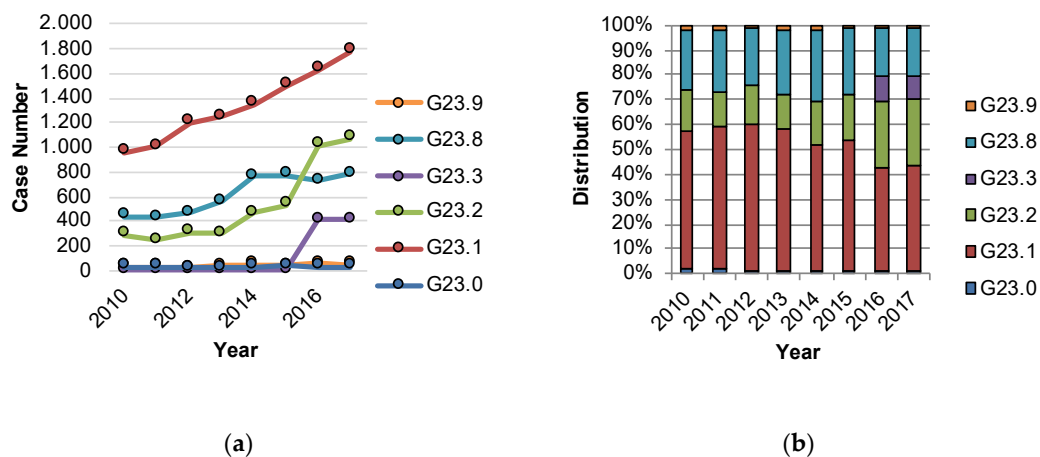 2.000
1.800
1.600
1.400
1.200
1.000
800
600
400
200
0
Case Number
2010
2012
2014
2016
Year
G23.9
G23.8
G23.3
G23.2
G23.1
G23.0
(a)
100%
90%
80%
70%
60%
50%
40%
30%
20%
10%
0%
Distribution
2010
2011
2012
2013
2014
2015
2016
2017
Year
G23.9
G23.8
G23.3
G23.2
G23.1
G23.0
(b)